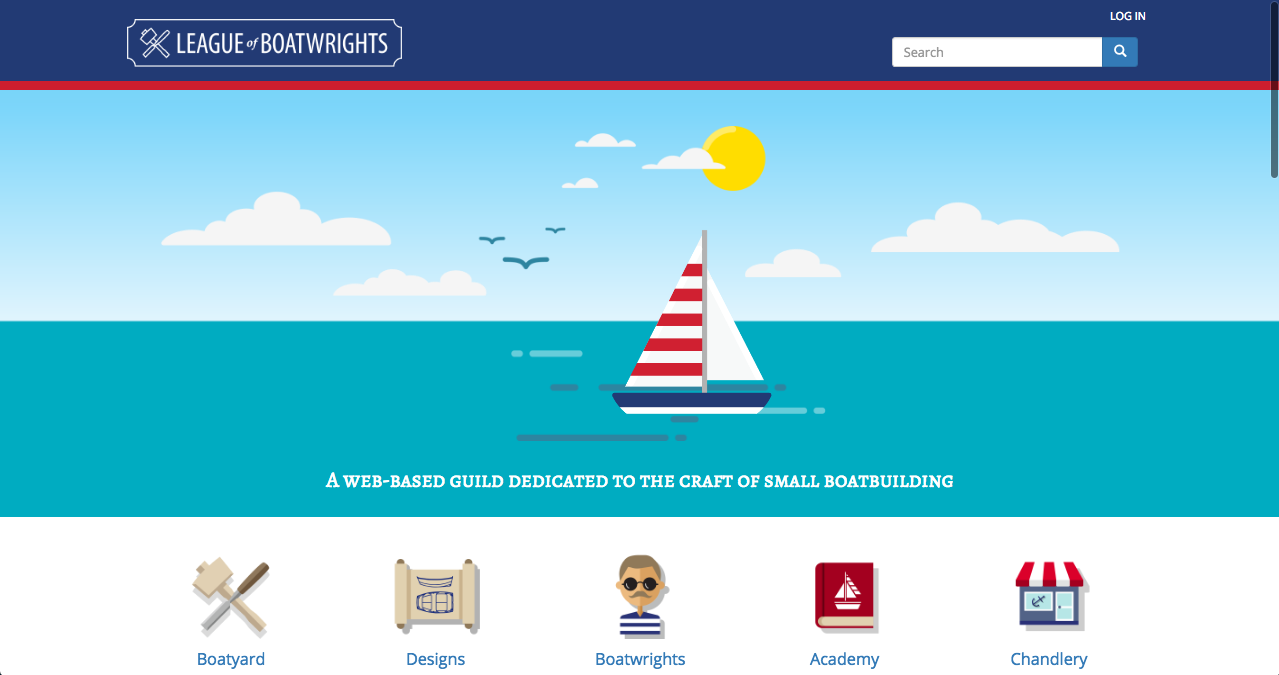 LOG IN
LEAGUE of BOATWRIGHTS
Search
A WEB-BASED GUILD DEDICATED TO THE CRAFT OF SMALL BOATBUILDING
Boatyard
Designs
Boatwrights
Academy
Chandlery